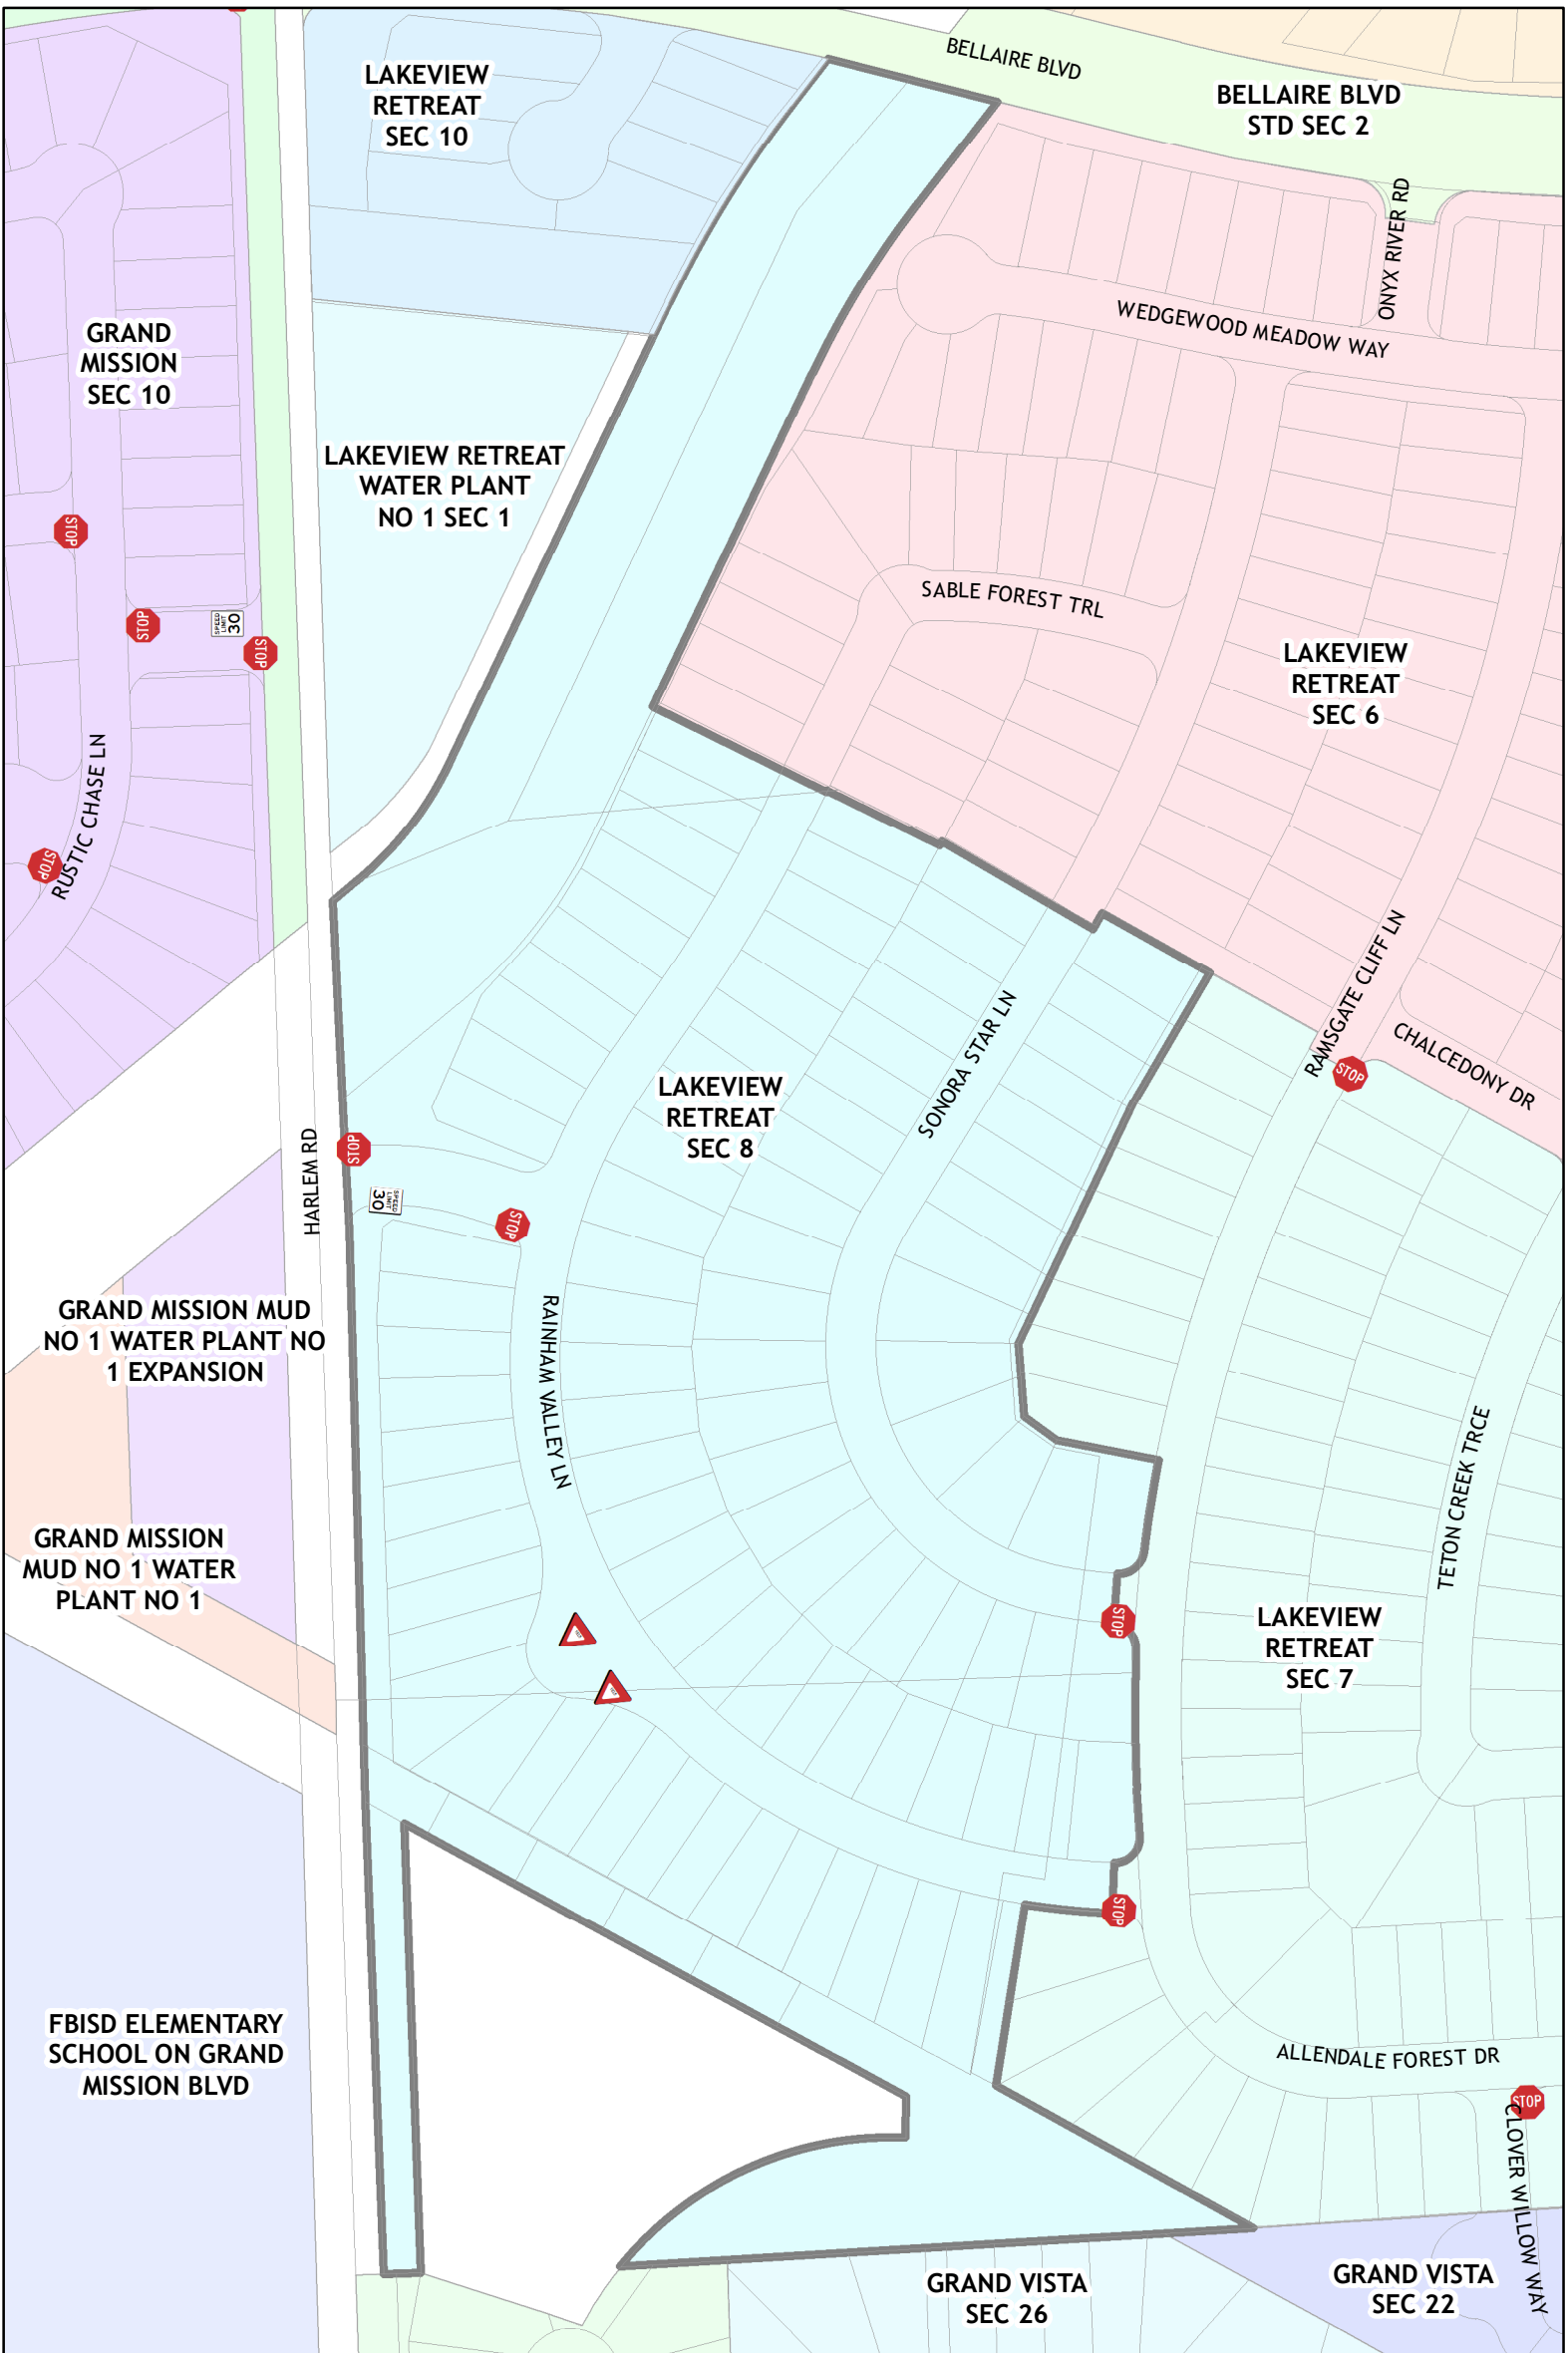 BELLAIRE BLVD
LAKEVIEW
RETREAT
SEC 10
BELLAIRE BLVD
STD SEC 2
ONYX RIVER RD
WEDGEWOOD MEADOW WAY
GRAND
MISSION
SEC 10
LAKEVIEW RETREAT
WATER PLANT
NO 1 SEC 1
STOP
SABLE FOREST TRL
STOP
SPEED
LIMIT
30
STOP
LAKEVIEW
RETREAT
SEC 6
RUSTIC CHASE LN
STOP
RAMSGATE CLIFF LN
CHALCEDONY DR
STOP
SONORA STAR LN
LAKEVIEW
RETREAT
SEC 8
HARLEM RD
STOP
SPEED
LIMIT
30
STOP
GRAND MISSION MUD
NO 1 WATER PLANT NO
1 EXPANSION
RAINHAM VALLEY LN
TETON CREEK TRCE
GRAND MISSION
MUD NO 1 WATER
PLANT NO 1
STOP
LAKEVIEW
RETREAT
SEC 7
STOP
FBISD ELEMENTARY
SCHOOL ON GRAND
MISSION BLVD
ALLENDALE FOREST DR
STOP
CLOVER WILLOW WAY
GRAND VISTA
SEC 26
GRAND VISTA
SEC 22